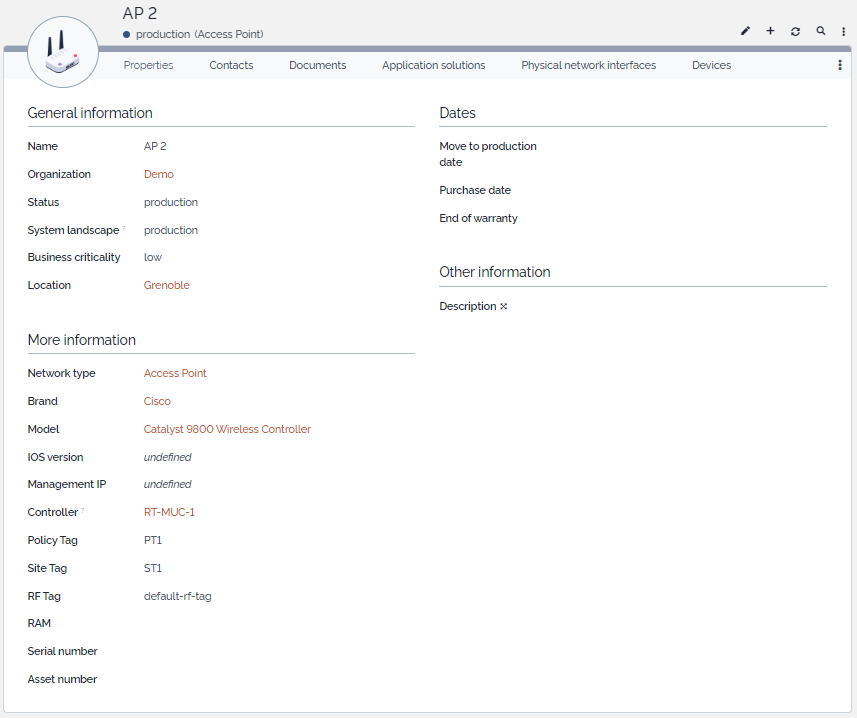 AP 2
production (Access Point)
Properties Contacts Documents Application solutions Physical network interfaces Devices
General information
Name AP 2
Organization Demo
Status production
System landscape ? production
Business criticality low
Location Grenoble
More information
Network type Access Point
Brand Cisco
Model Catalyst 9800 Wireless Controller
IOS version undefined
Management IP undefined
Controller ? RT-MUC-1
Policy Tag PT1
Site Tag ST1
RF Tag default-rf-tag
RAM
Serial number
Asset number
Dates
Move to production
date
Purchase date
End of warranty
Other information
Description